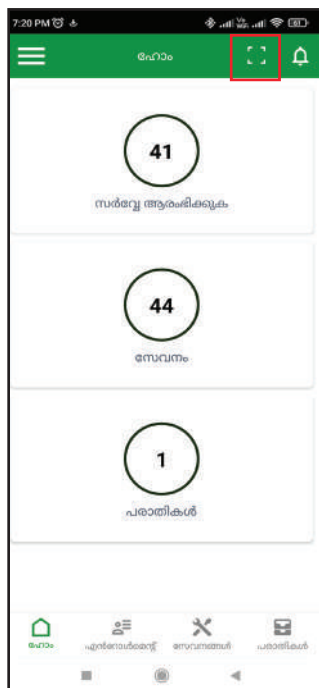 7:20 PM
ഹോം
41
സർവ്വേ ആരംഭിക്കുക
44
സേവനം
1
പരാതികൾ
ഹോം എൻറോൾമെന്റ് സേവനങ്ങൾ പരാതികൾ